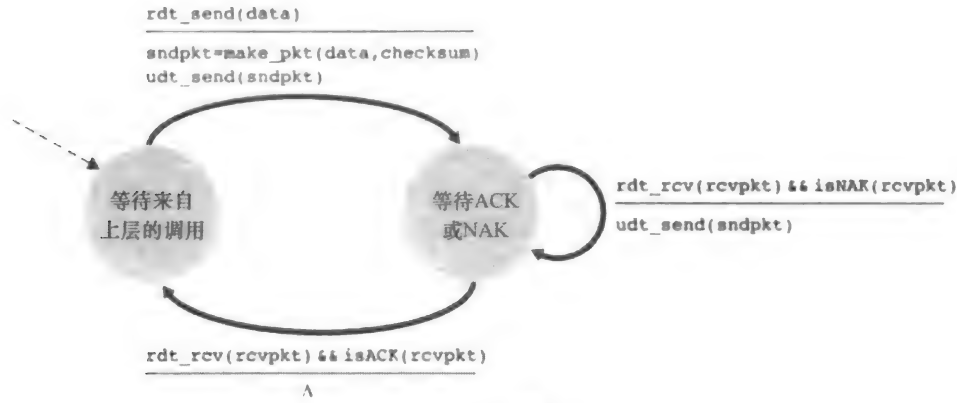 rdt_send(data)
sndpkt=make_pkt(data,checksum)
udt_send(sndpkt)
等待来自
上层的调用
等待ACK
或NAK
rdt_rcv(rcvpkt)&&isNAK(rcvpkt)
udt_send(sndpkt)
rdt_rcv(rcvpkt)&&isACK(rcvpkt)
Λ